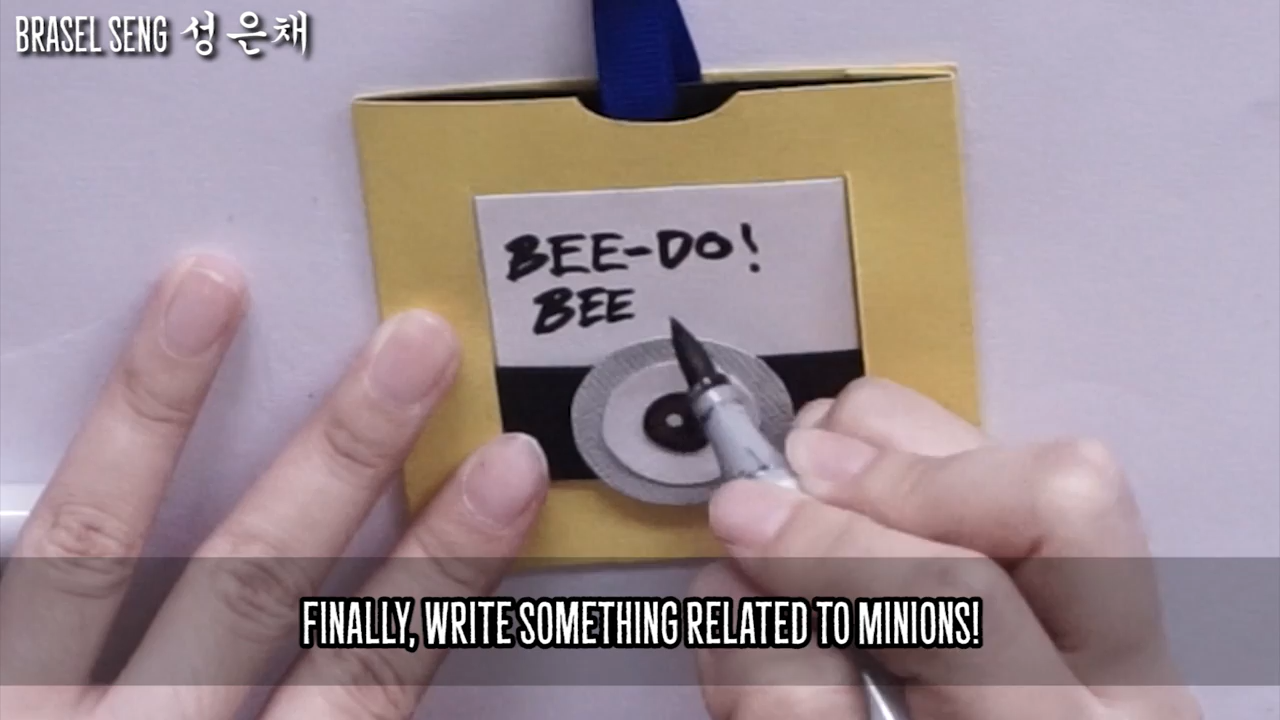 BRASEL SENG 성 은 채
BEE-DO!
BEE
FINALLY, WRITE SOMETHING RELATED TO MINIONS!